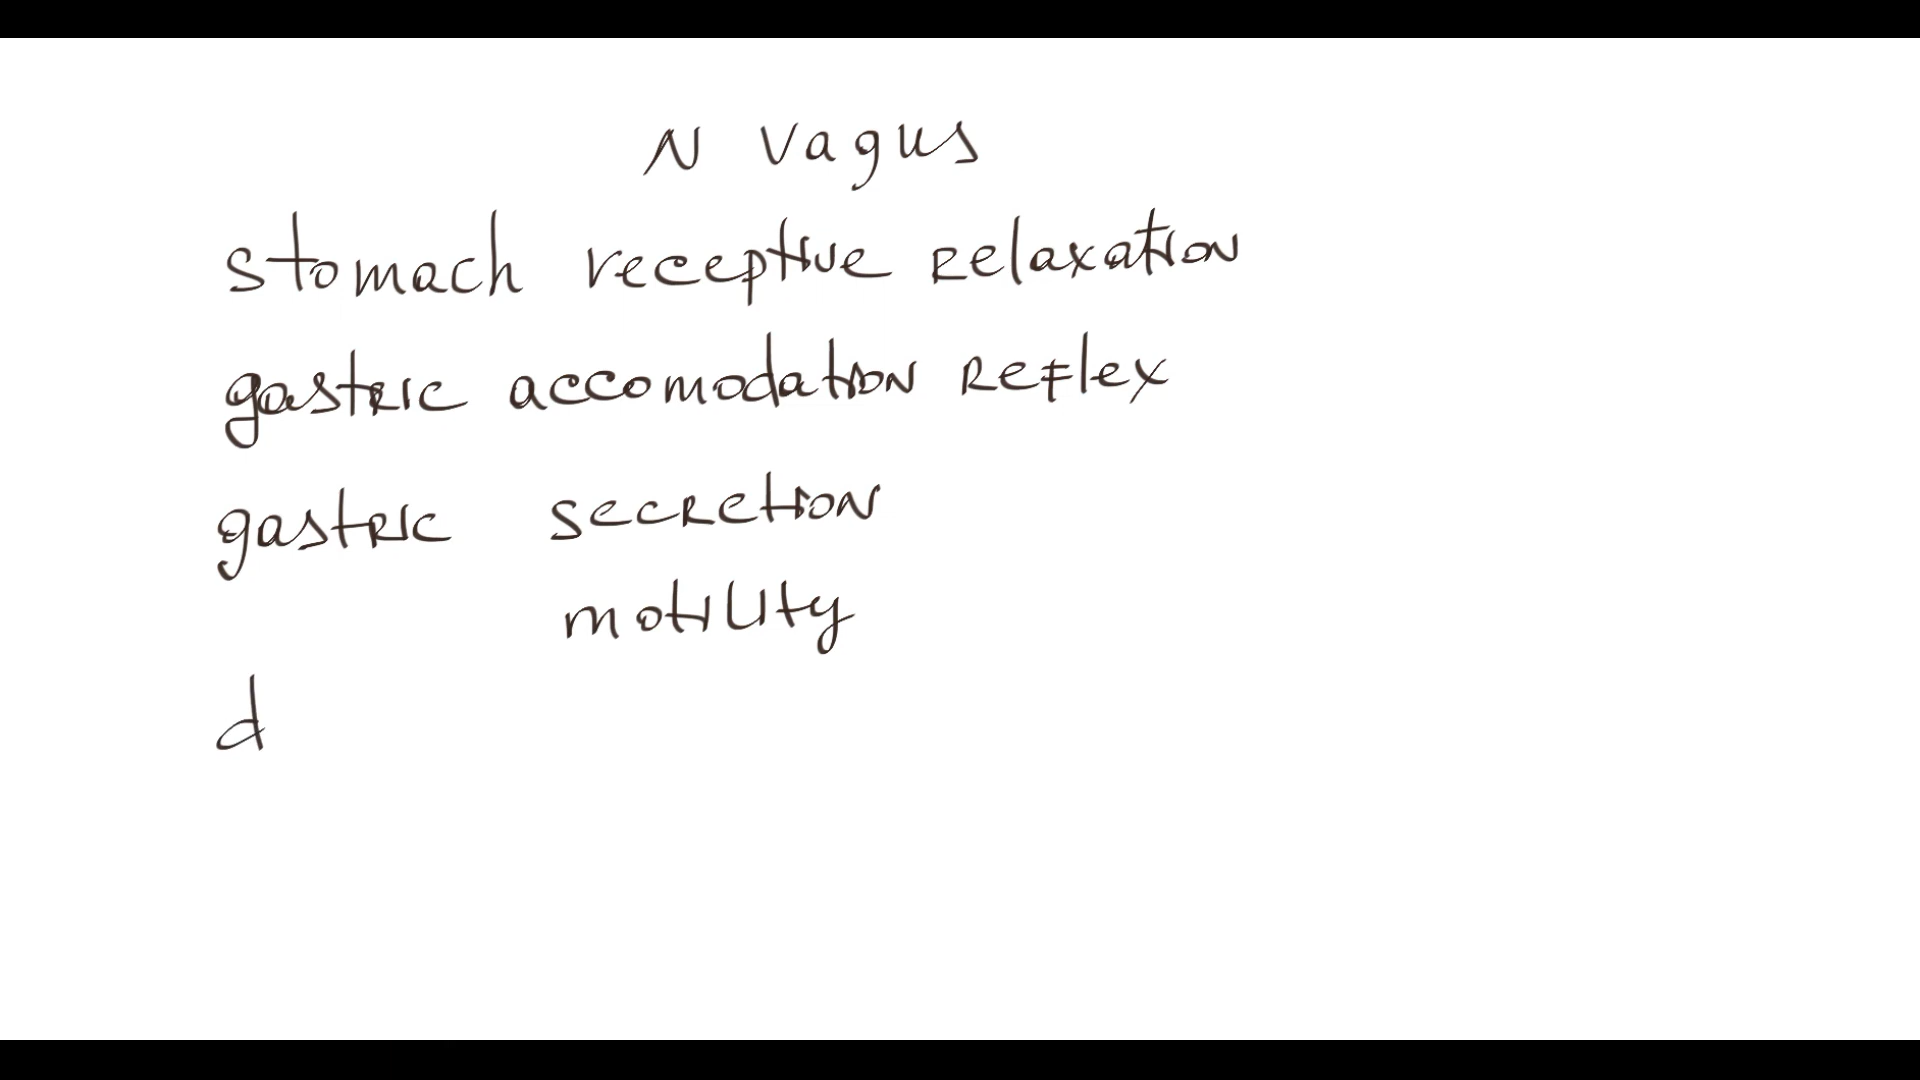 N vagus
stomach receptive relaxation
gastric accomodation reflex
gastric secretion
motility
d